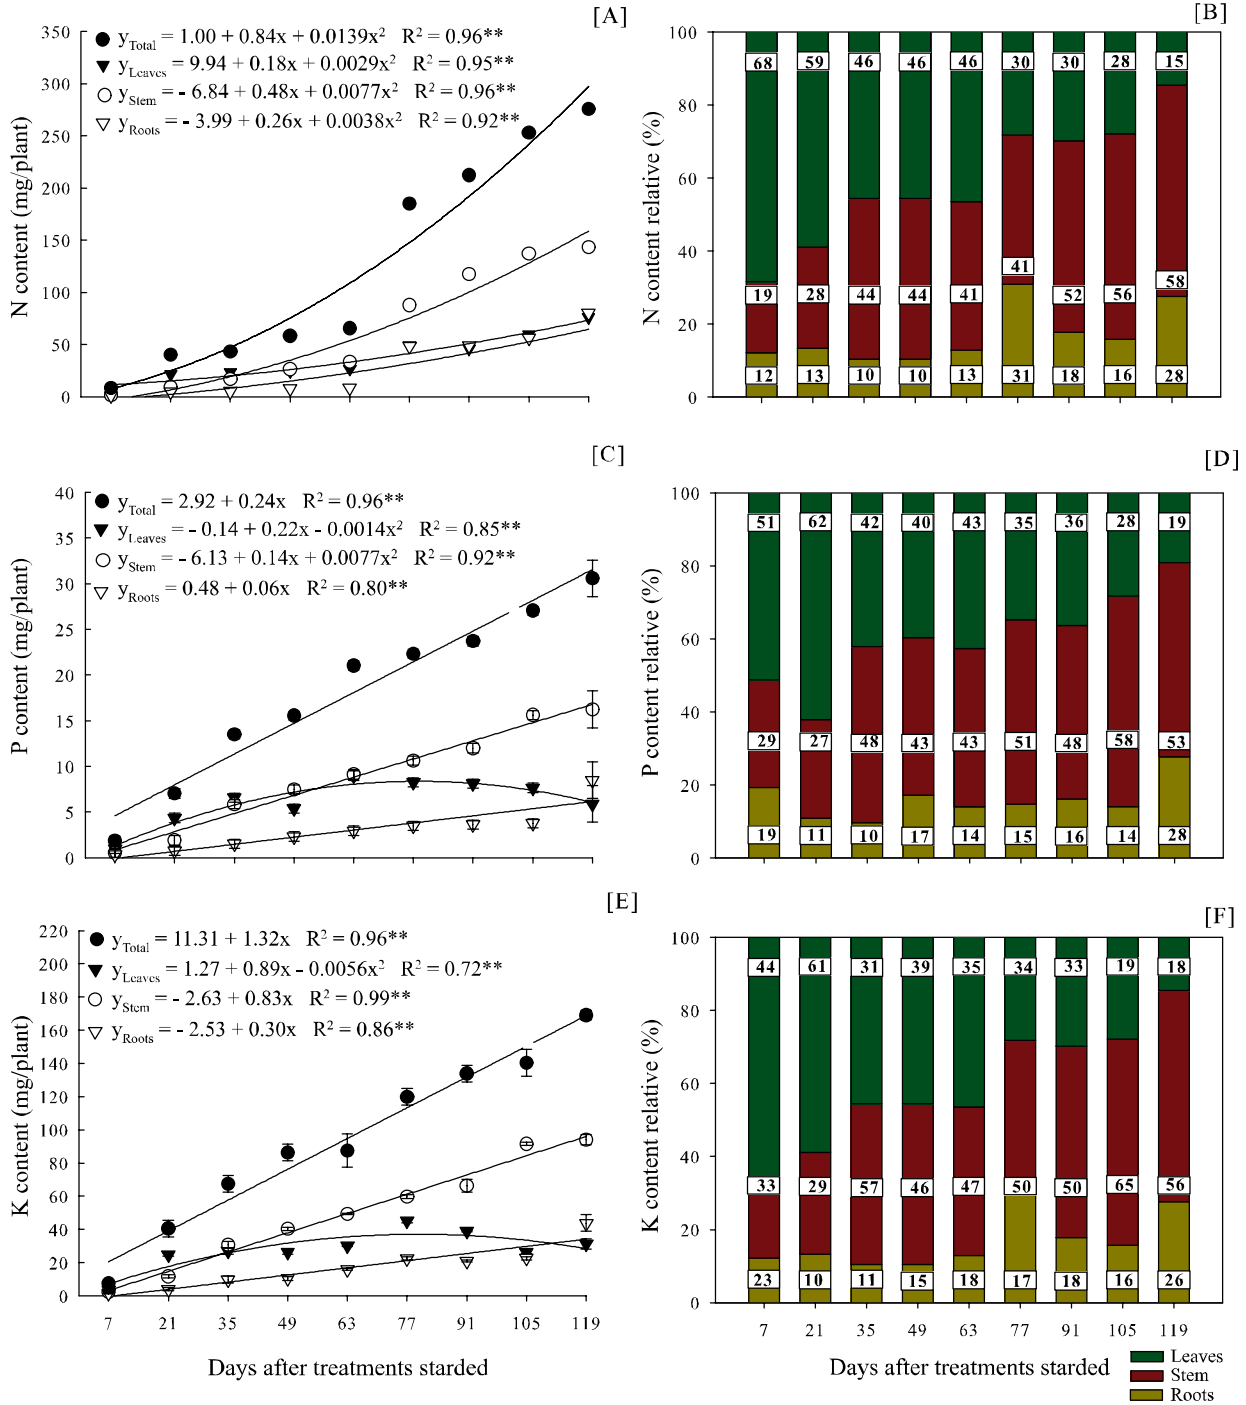 [A]
y_Total = 1.00 + 0.84x + 0.0139x² R² = 0.96**
y_Leaves = 9.94 + 0.18x + 0.0029x² R² = 0.95**
y_Stem = - 6.84 + 0.48x + 0.0077x² R² = 0.96**
y_Roots = - 3.99 + 0.26x + 0.0038x² R² = 0.92**
N content (mg/plant)
350
300
250
200
150
100
50
0
[B]
N content relative (%)
100
80
60
40
20
0
68 59 46 46 46 30 30 28 15
19 28 44 44 41 41 52 56 58
12 13 10 10 13 31 18 16 28
[C]
y_Total = 2.92 + 0.24x R² = 0.96**
y_Leaves = - 0.14 + 0.22x - 0.0014x² R² = 0.85**
y_Stem = - 6.13 + 0.14x + 0.0077x² R² = 0.92**
y_Roots = 0.48 + 0.06x R² = 0.80**
P content (mg/plant)
40
35
30
25
20
15
10
5
0
[D]
P content relative (%)
100
80
60
40
20
0
51 62 42 40 43 35 36 28 19
29 27 48 43 43 51 48 58 53
19 11 10 17 14 15 16 14 28
[E]
y_Total = 11.31 + 1.32x R² = 0.96**
y_Leaves = 1.27 + 0.89x - 0.0056x² R² = 0.72**
y_Stem = - 2.63 + 0.83x R² = 0.99**
y_Roots = - 2.53 + 0.30x R² = 0.86**
K content (mg/plant)
220
200
180
160
140
120
100
80
60
40
20
0
7 21 35 49 63 77 91 105 119
Days after treatments starded
[F]
K content relative (%)
100
80
60
40
20
0
44 61 31 39 35 34 33 19 18
33 29 57 46 47 50 50 65 56
23 10 11 15 18 17 18 16 26
7 21 35 49 63 77 91 105 119
Days after treatments starded
Leaves
Stem
Roots